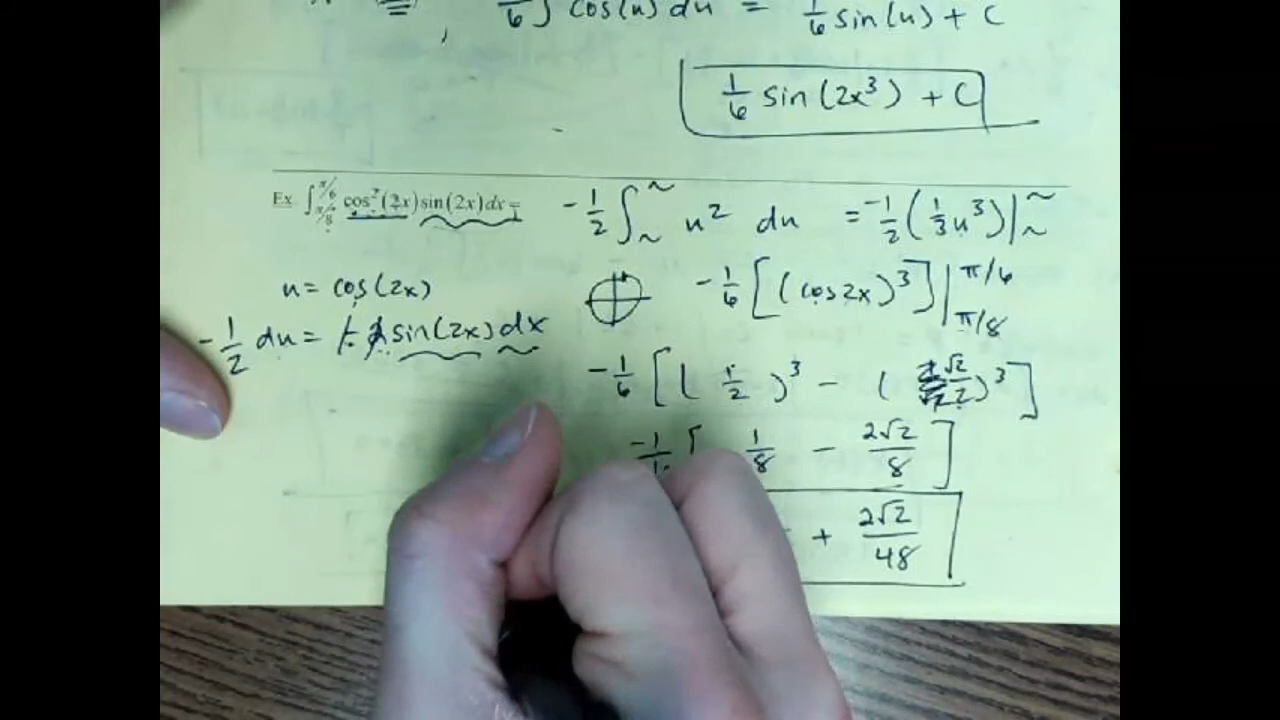 1/6 ∫ cos(u) du = 1/6 sin(u) + C
1/6 sin(2x³) + C
Ex ∫ π/6 π/8 cos²(2x) sin(2x) dx =
-1/2 ∫ u² du = -1/2 (1/3 u³) |
u = cos(2x)
-1/6 [(cos2x)³] | π/6 π/8
-1/2 du = sin(2x) dx
-1/6 [(1/2)³ - (√2/2)³]
1/8 - 2√2/8 ]
+ 2√2/48